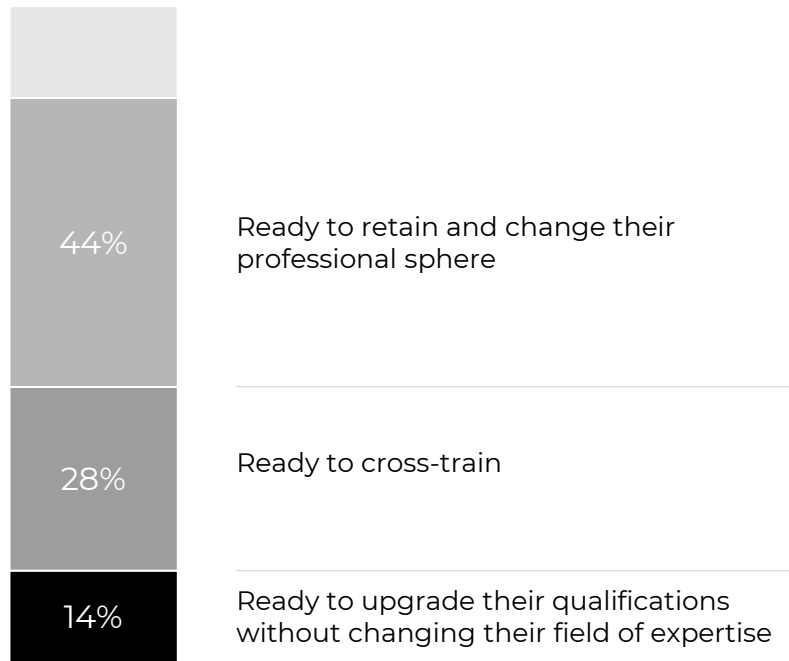 44%
Ready to retain and change their
professional sphere
28%
Ready to cross-train
14%
Ready to upgrade their qualifications
without changing their field of expertise